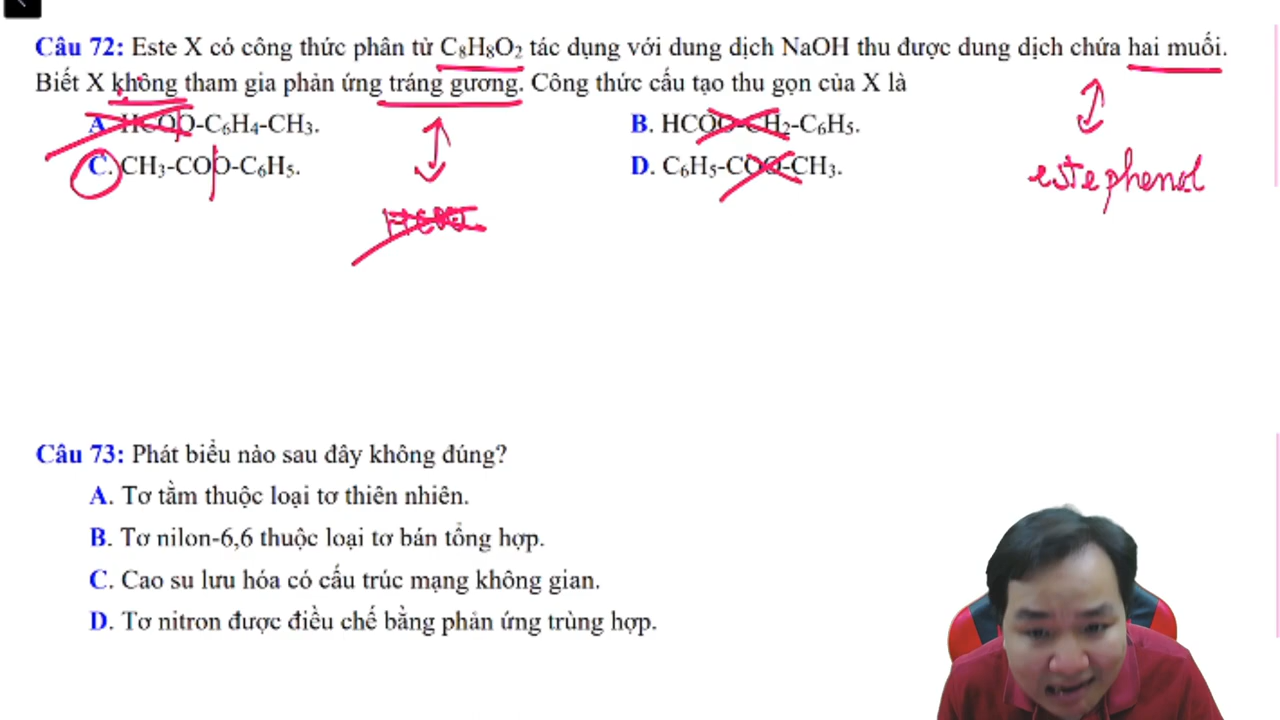 Câu 72: Este X có công thức phân tử C₈H₈O₂ tác dụng với dung dịch NaOH thu được dung dịch chứa hai muối.
Biết X không tham gia phản ứng tráng gương. Công thức cấu tạo thu gọn của X là
A. HCOO-C₆H₄-CH₃.
B. HCOO-CH₂-C₆H₅.
C. CH₃-COO-C₆H₅.
D. C₆H₅-COO-CH₃.
este phenol
Câu 73: Phát biểu nào sau đây không đúng?
A. Tơ tằm thuộc loại tơ thiên nhiên.
B. Tơ nilon-6,6 thuộc loại tơ bán tổng hợp.
C. Cao su lưu hóa có cấu trúc mạng không gian.
D. Tơ nitron được điều chế bằng phản ứng trùng hợp.